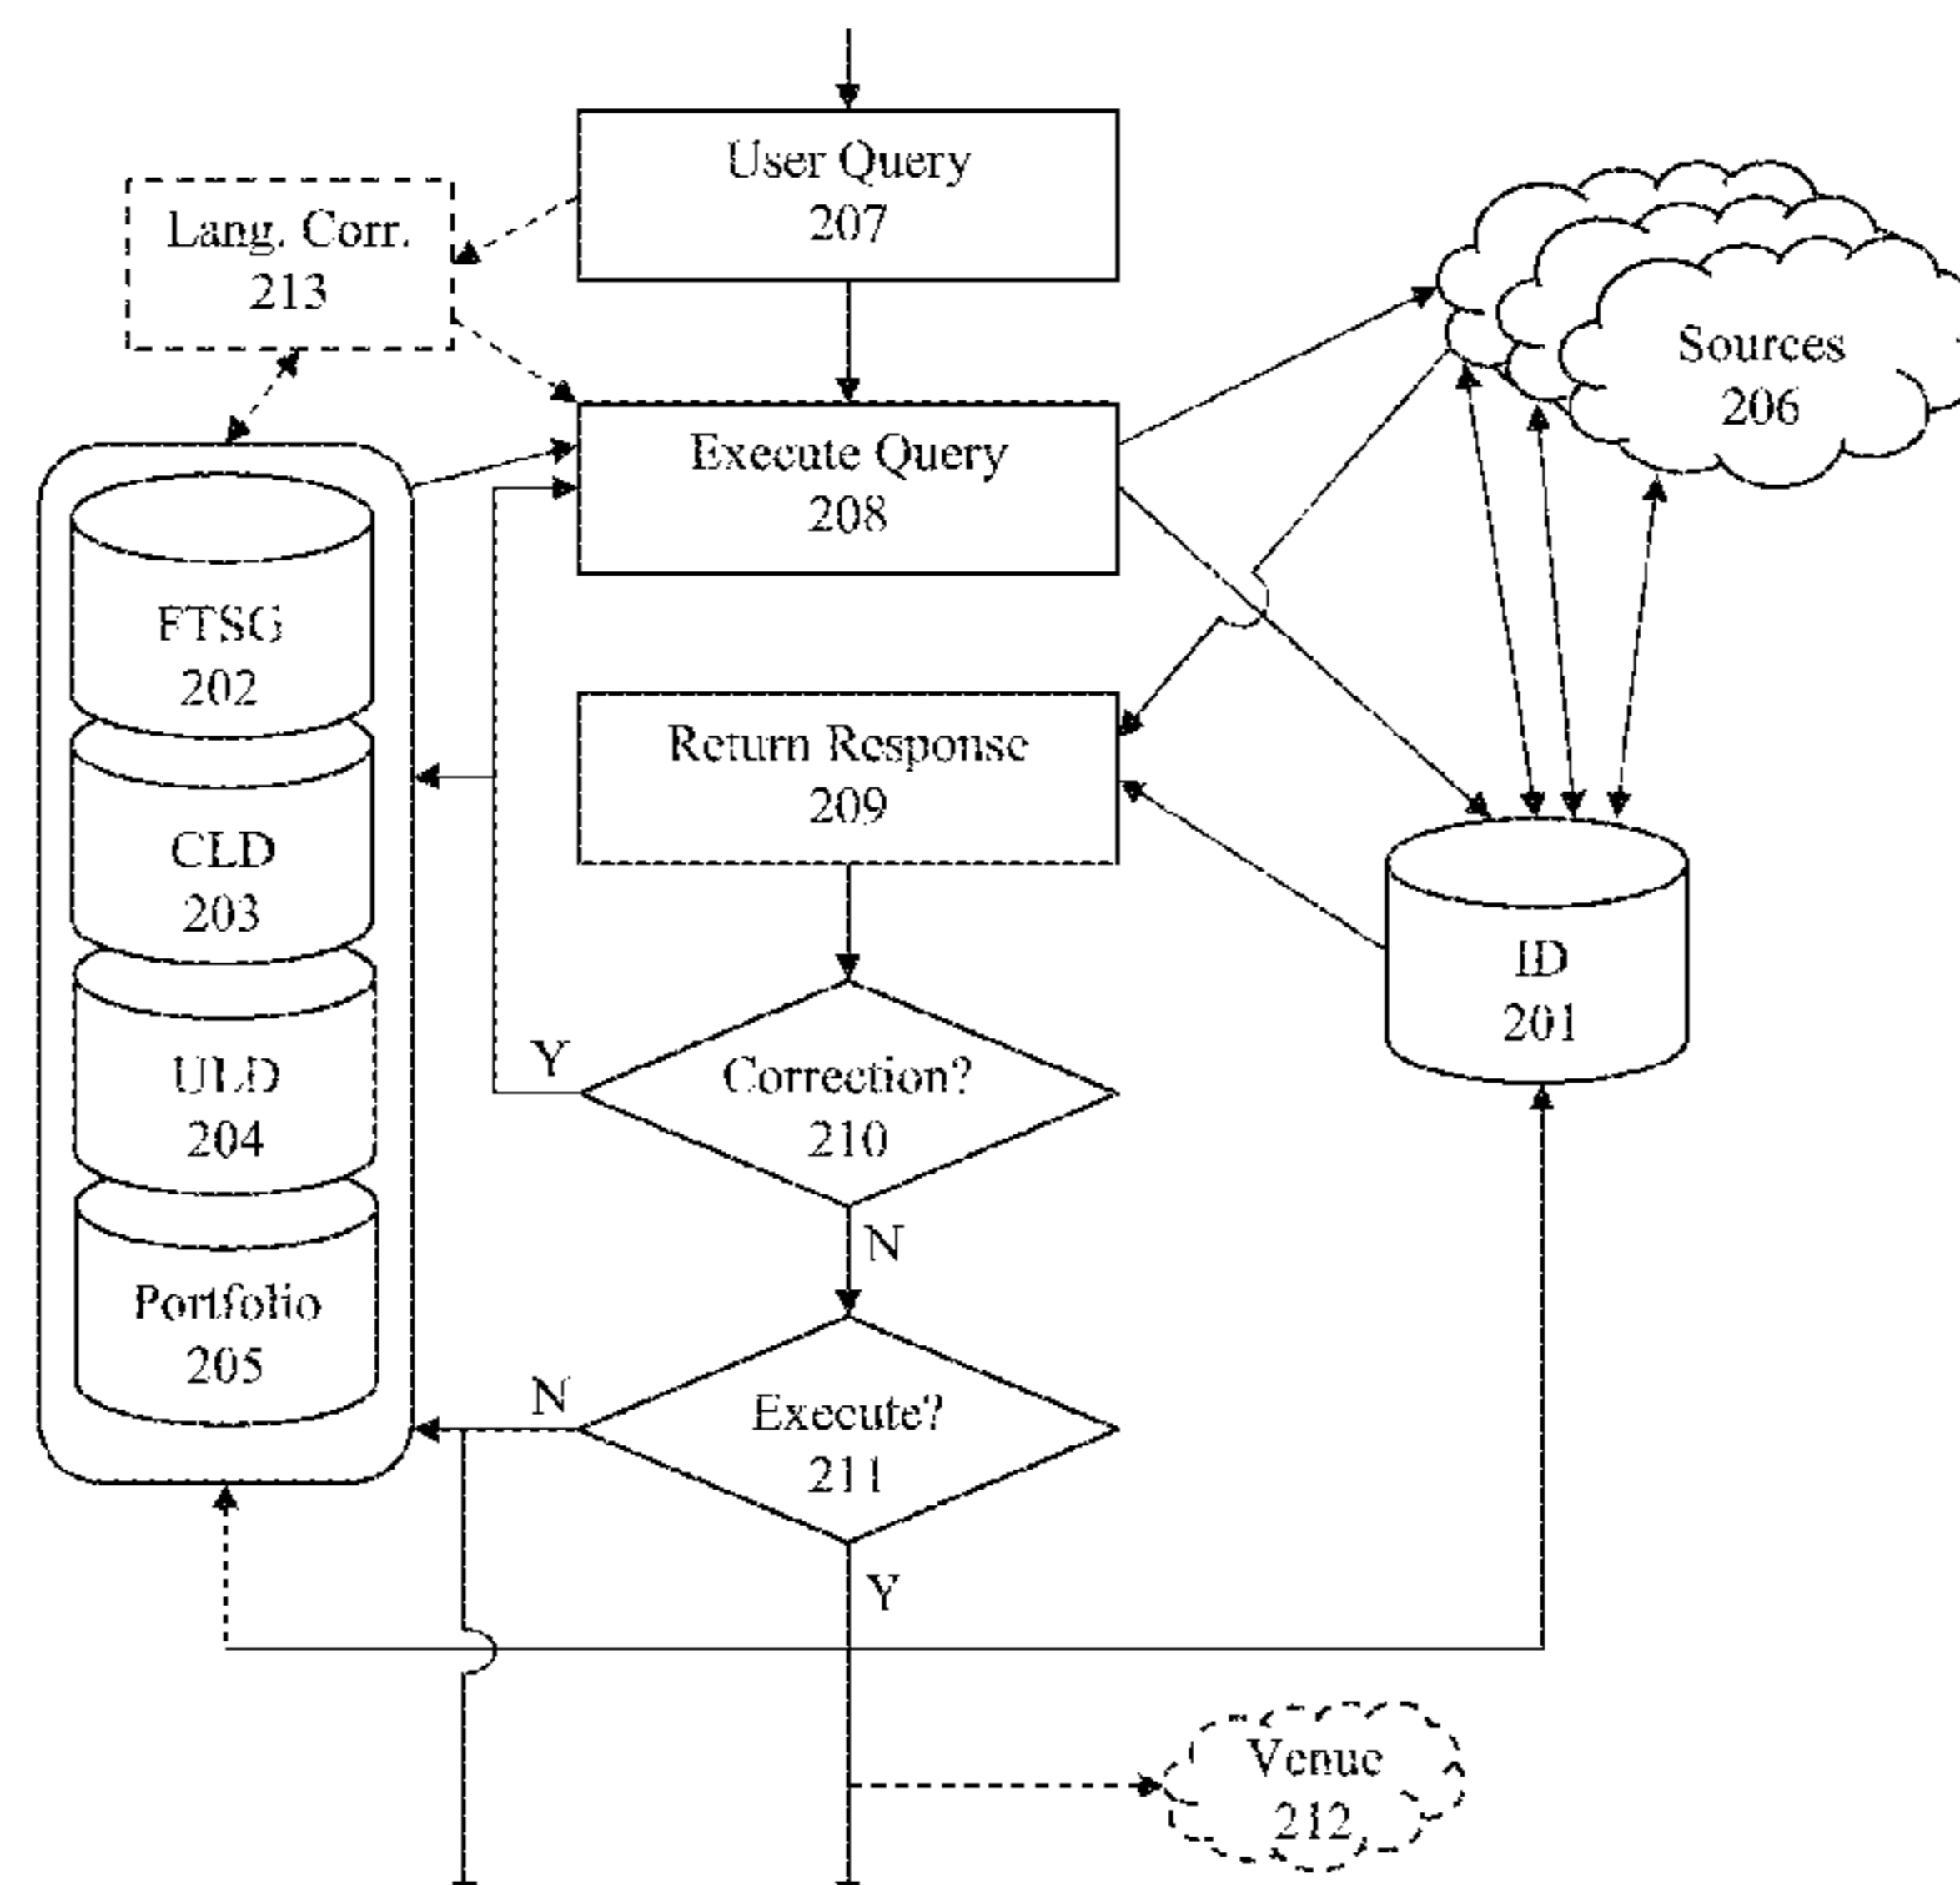 User Query
207
Lang. Corr.
213
Sources
206
Execute Query
208
FTSG
202
Return Response
209
CLD
203
ID
201
Y
Correction?
210
ULD
204
N
Portfolio
205
N
Execute?
211
Y
Venue
212